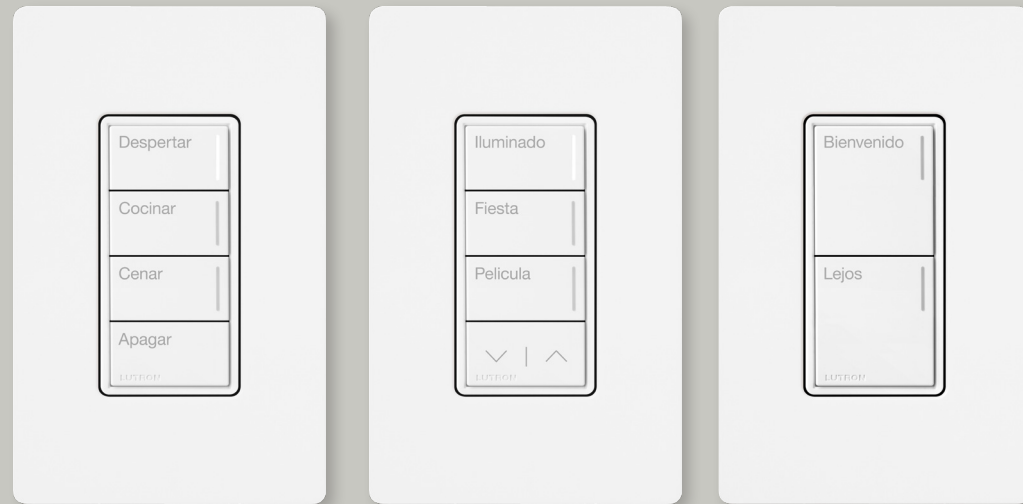 Despertar
Cocinar
Cenar
Apagar
LUTRON
Iluminado
Fiesta
Pelicula
LUTRON
Bienvenido
Lejos
LUTRON